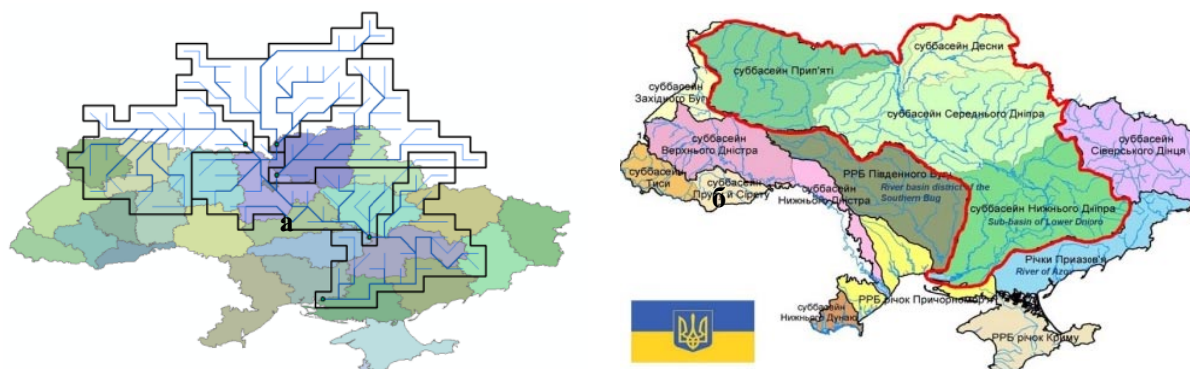 а
суббасейн Десни
суббасейн Прип'яті
суббасейн
Західного Бугу
суббасейн Середнього Дніпра
суббасейн
Сіверського Дінця
суббасейн
Верхнього Дністра
РРБ Південного Бугу
River basin district of the
Southern Bug
суббасейн
Тиси
суббасейн
Пруту й Сірету
б
суббасейн
Нижнього Дністра
суббасейн Нижнього Дніпра
Sub-basin of Lower Dnipro
Річки Приазов'я
River of Azov
РРБ річок Причорномор'я
суббасейн
Нижнього Дунаю
РРБ річок Криму